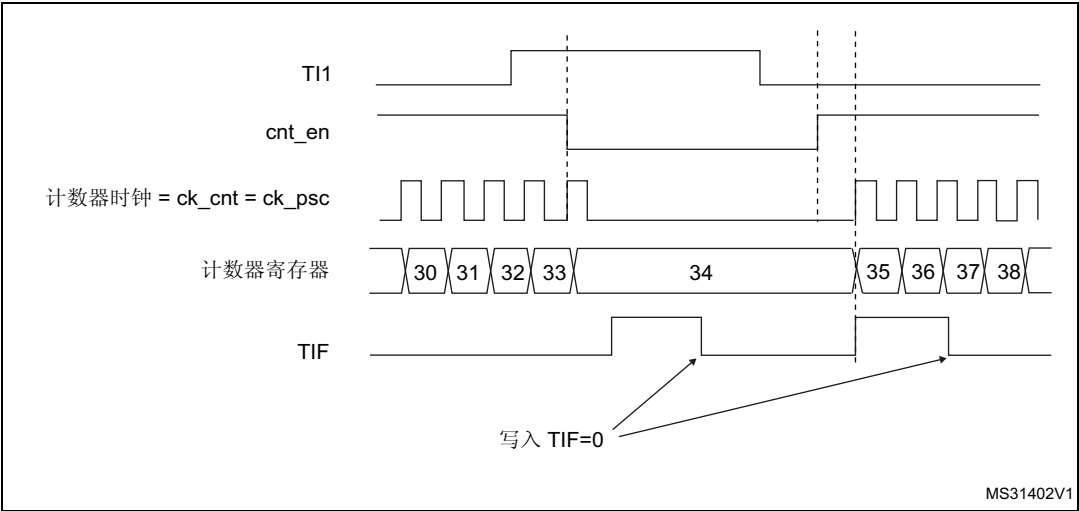 TI1
cnt_en
计数器时钟 = ck_cnt = ck_psc
计数器寄存器
30 31 32 33 34 35 36 37 38
TIF
写入 TIF=0
MS31402V1